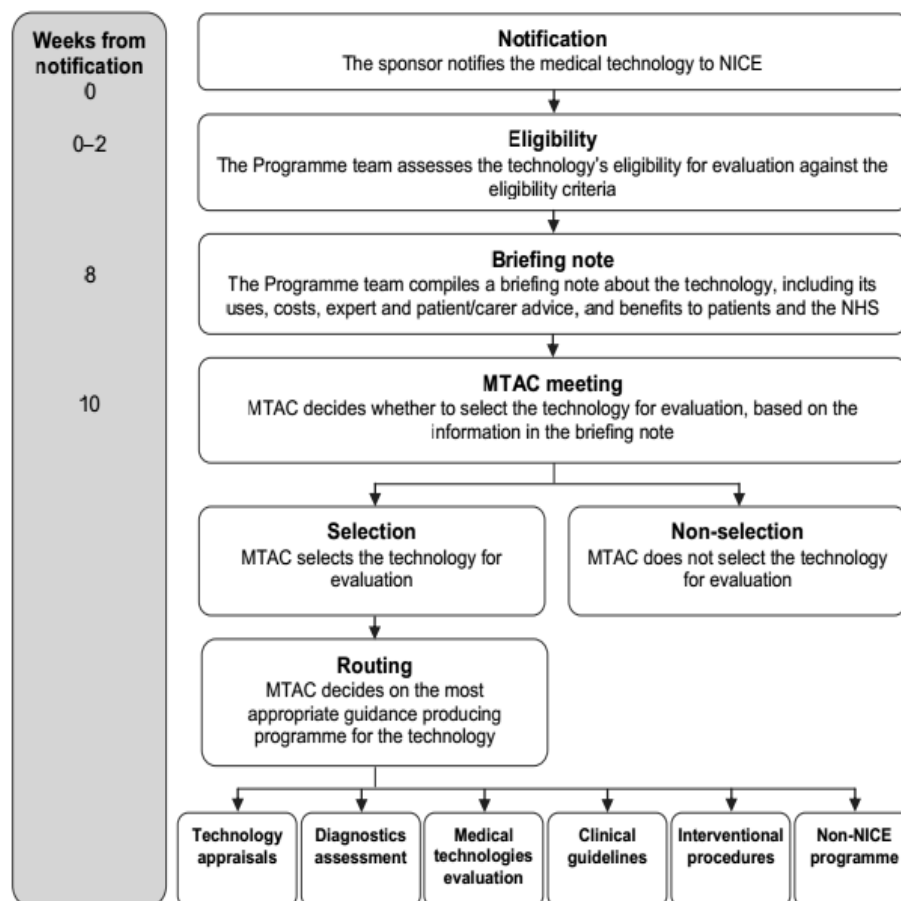 Weeks from
notification
0
0–2
8
10
Notification
The sponsor notifies the medical technology to NICE
Eligibility
The Programme team assesses the technology's eligibility for evaluation against the
eligibility criteria
Briefing note
The Programme team compiles a briefing note about the technology, including its
uses, costs, expert and patient/carer advice, and benefits to patients and the NHS
MTAC meeting
MTAC decides whether to select the technology for evaluation, based on the
information in the briefing note
Selection
MTAC selects the technology for
evaluation
Non-selection
MTAC does not select the technology
for evaluation
Routing
MTAC decides on the most
appropriate guidance producing
programme for the technology
Technology
appraisals
Diagnostics
assessment
Medical
technologies
evaluation
Clinical
guidelines
Interventional
procedures
Non-NICE
programme